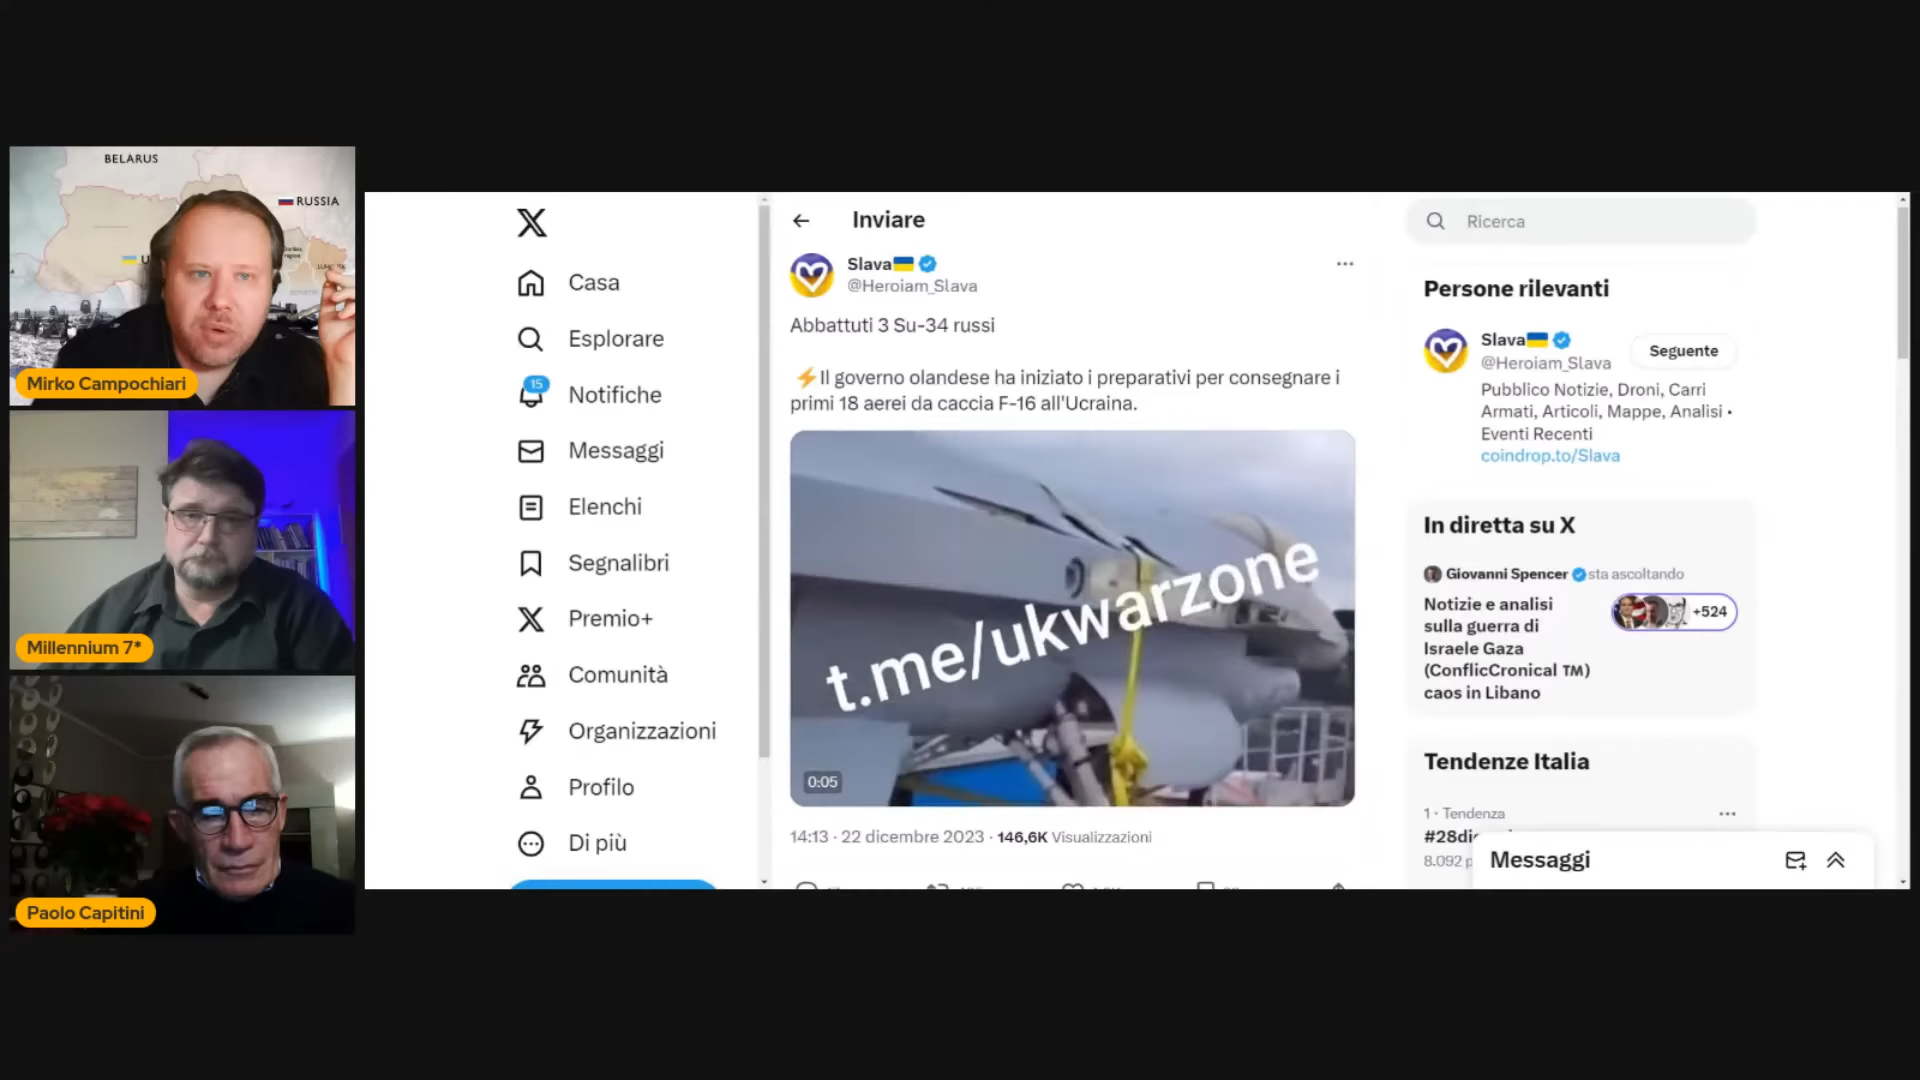 BELARUS
RUSSIA
Mirko Campochiari
Millennium 7*
Paolo Capitini
Casa
Esplorare
15
Notifiche
Messaggi
Elenchi
Segnalibri
Premio+
Comunità
Organizzazioni
Profilo
Di più
Inviare
Slava
@Heroiam_Slava
Abbattuti 3 Su-34 russi
⚡Il governo olandese ha iniziato i preparativi per consegnare i
primi 18 aerei da caccia F-16 all'Ucraina.
t.me/ukwarzone
0:05
14:13 · 22 dicembre 2023 · 146,6K Visualizzazioni
Ricerca
Persone rilevanti
Slava
@Heroiam_Slava
Seguente
Pubblico Notizie, Droni, Carri
Armati, Articoli, Mappe, Analisi •
Eventi Recenti
coindrop.to/Slava
In diretta su X
Giovanni Spencer sta ascoltando
Notizie e analisi
sulla guerra di
Israele Gaza
(ConflicCronical ™)
caos in Libano
+524
Tendenze Italia
1 · Tendenza
8.092
Messaggi